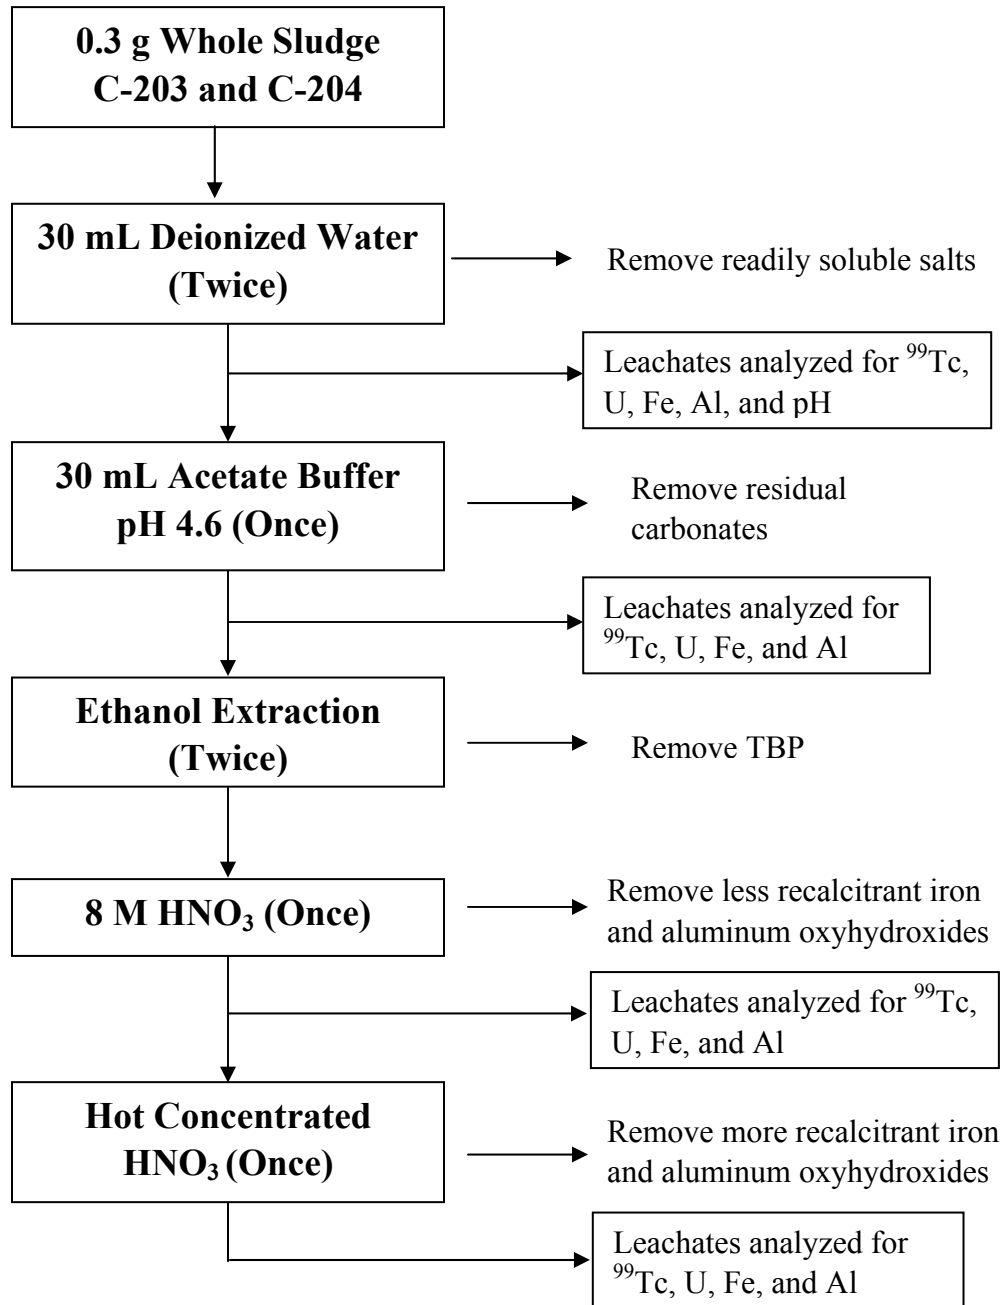 0.3 g Whole Sludge
C-203 and C-204
30 mL Deionized Water
(Twice)
Remove readily soluble salts
Leachates analyzed for ⁹⁹Tc,
U, Fe, Al, and pH
30 mL Acetate Buffer
pH 4.6 (Once)
Remove residual
carbonates
Leachates analyzed for
⁹⁹Tc, U, Fe, and Al
Ethanol Extraction
(Twice)
Remove TBP
8 M HNO₃ (Once)
Remove less recalcitrant iron
and aluminum oxyhydroxides
Leachates analyzed for ⁹⁹Tc,
U, Fe, and Al
Hot Concentrated
HNO₃ (Once)
Remove more recalcitrant iron
and aluminum oxyhydroxides
Leachates analyzed for
⁹⁹Tc, U, Fe, and Al